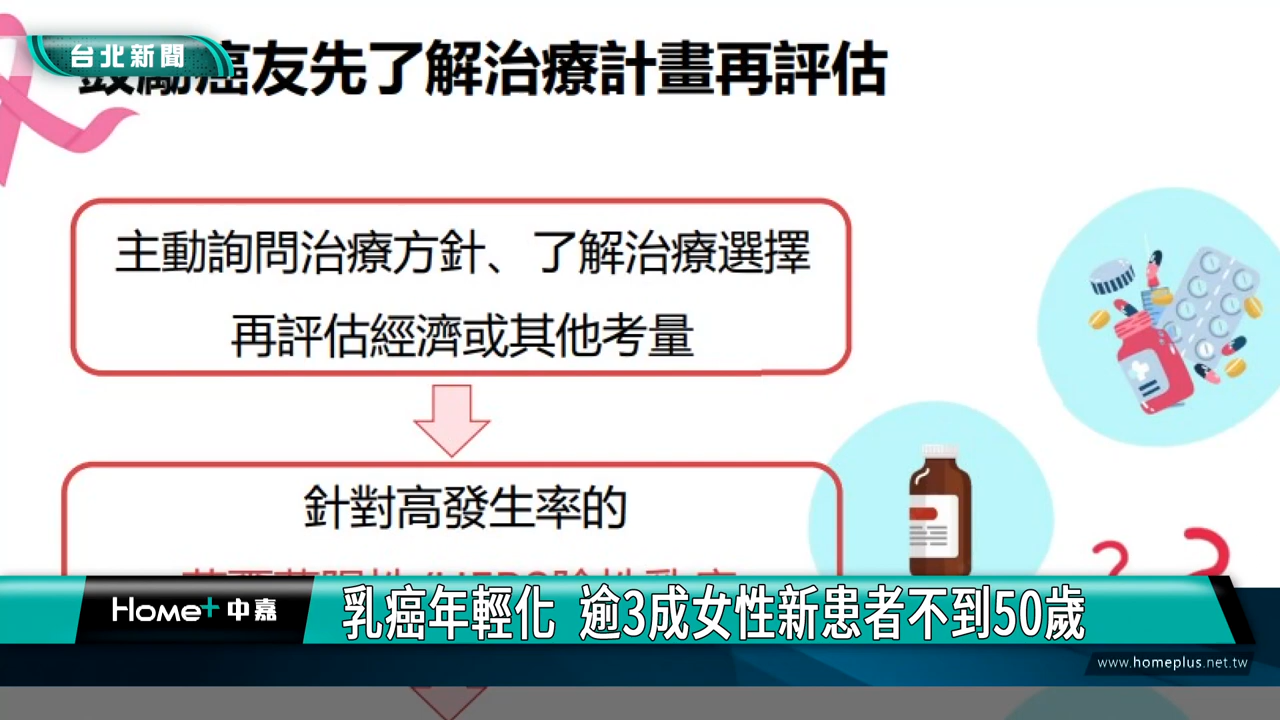 台北新聞
鼓勵癌友先了解治療計畫再評估
主動詢問治療方針、了解治療選擇
再評估經濟或其他考量
針對高發生率的
Home+ 中嘉
乳癌年輕化 逾3成女性新患者不到50歲
www.homeplus.net.tw